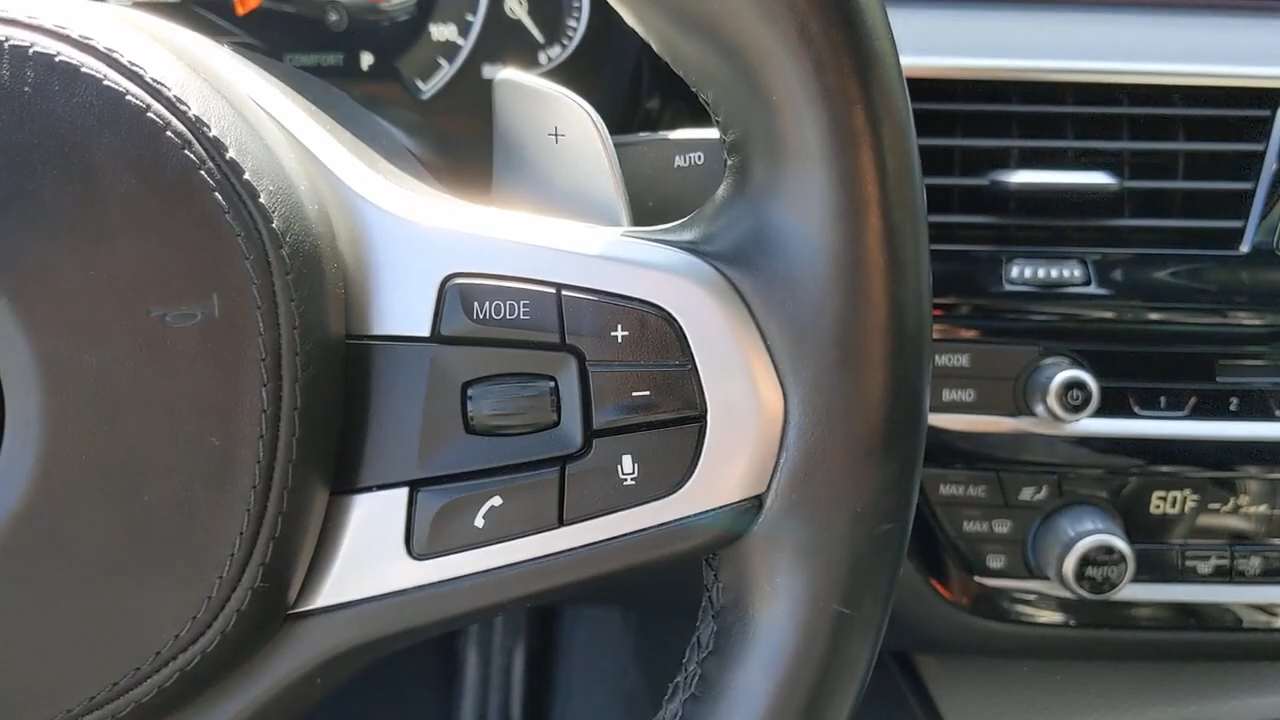 100
COMFORT P
+
AUTO
MODE
+
−
MODE
BAND
1 2
MAX A/C
MAX
60°F
AUTO